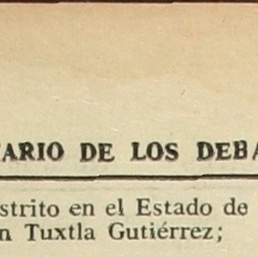 ARIO DE LOS DEBA
strito en el Estado de
n Tuxtla Gutiérrez;